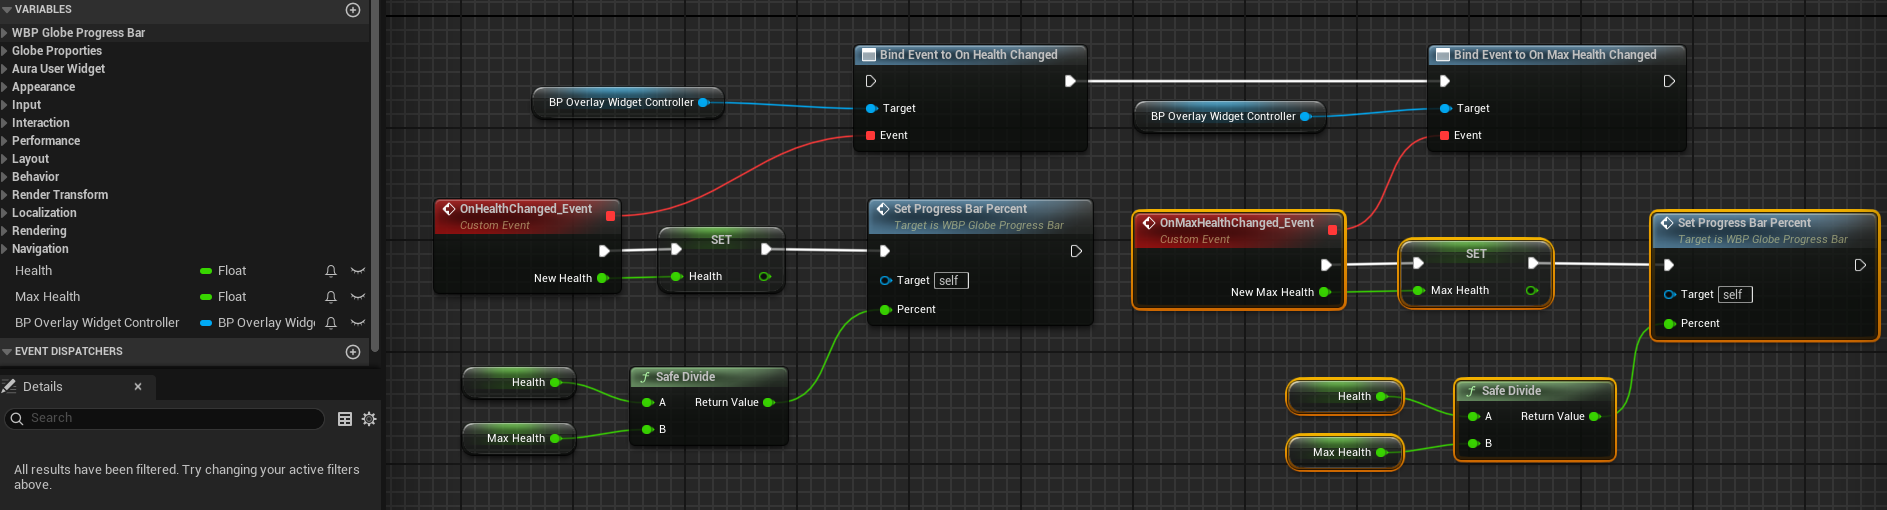 VARIABLES
WBP Globe Progress Bar
Globe Proporties
Aura User Widget
Appearance
Input
Interaction
Performance
Layout
Behavior
Render Transform
Localization
Rendering
Navigation
Health Float
Max Health Float
BP Overlay Widget Controller BP Overlay Widge
EVENT DISPATCHERS
Details
Search
All results have been filtered. Try changing your active filters
above.
Bind Event to On Health Changed
BP Overlay Widget Controller
Target
Event
OnHealthChanged_Event
Custom Event
New Health
SET
Health
Set Progress Bar Percent
Target is WBP Globe Progress Bar
Target self
Percent
Health
Max Health
Safe Divide
A Return Value
B
Bind Event to On Max Health Changed
BP Overlay Widget Controller
Target
Event
OnMaxHealthChanged_Event
Custom Event
New Max Health
SET
Max Health
Set Progress Bar Percent
Target is WBP Globe Progress Bar
Target self
Percent
Health
Max Health
Safe Divide
A Return Value
B